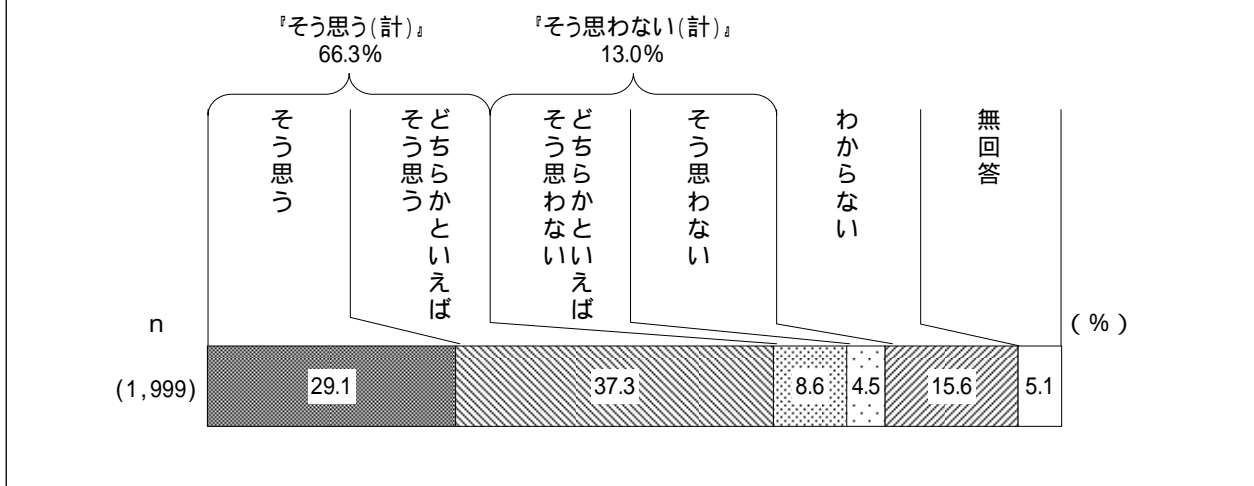 『そう思う(計)』
66.3%
『そう思わない(計)』
13.0%
そう思う
どちらかといえば
そう思う
どちらかといえば
そう思わない
そう思わない
わからない
無回答
n
(%)
(1,999)
29.1
37.3
8.6
4.5
15.6
5.1